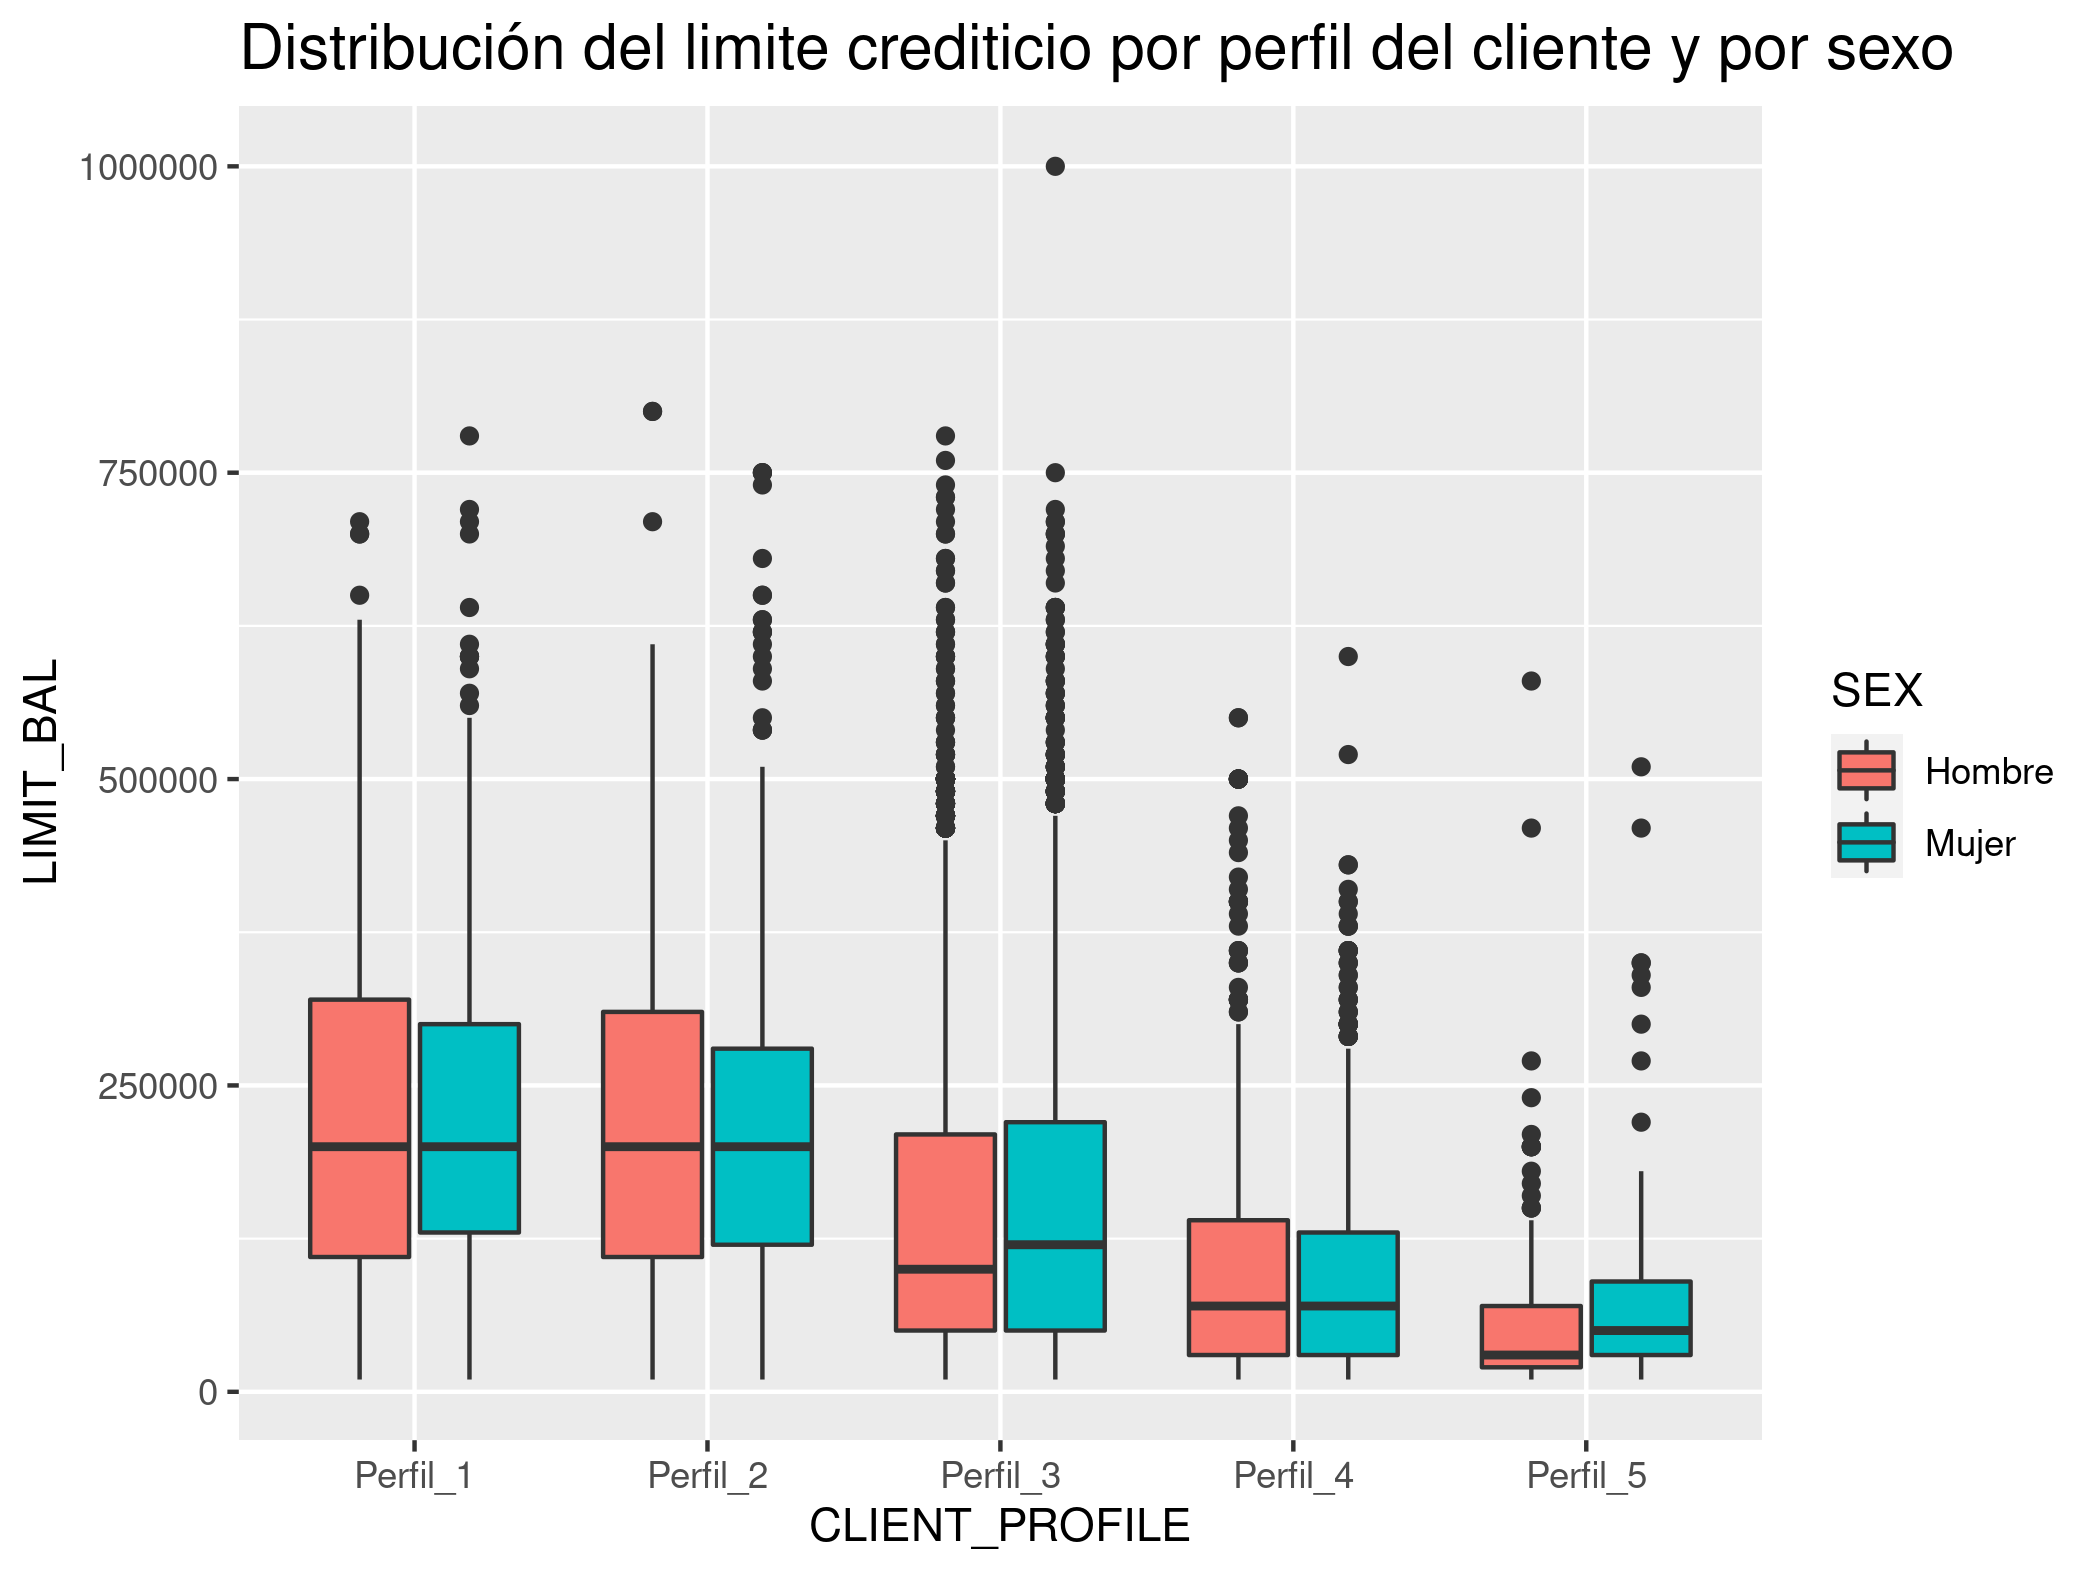 Distribución del limite crediticio por perfil del cliente y por sexo
1000000
750000
500000
250000
0
LIMIT_BAL
Perfil_1 Perfil_2 Perfil_3 Perfil_4 Perfil_5
CLIENT_PROFILE
SEX
Hombre
Mujer